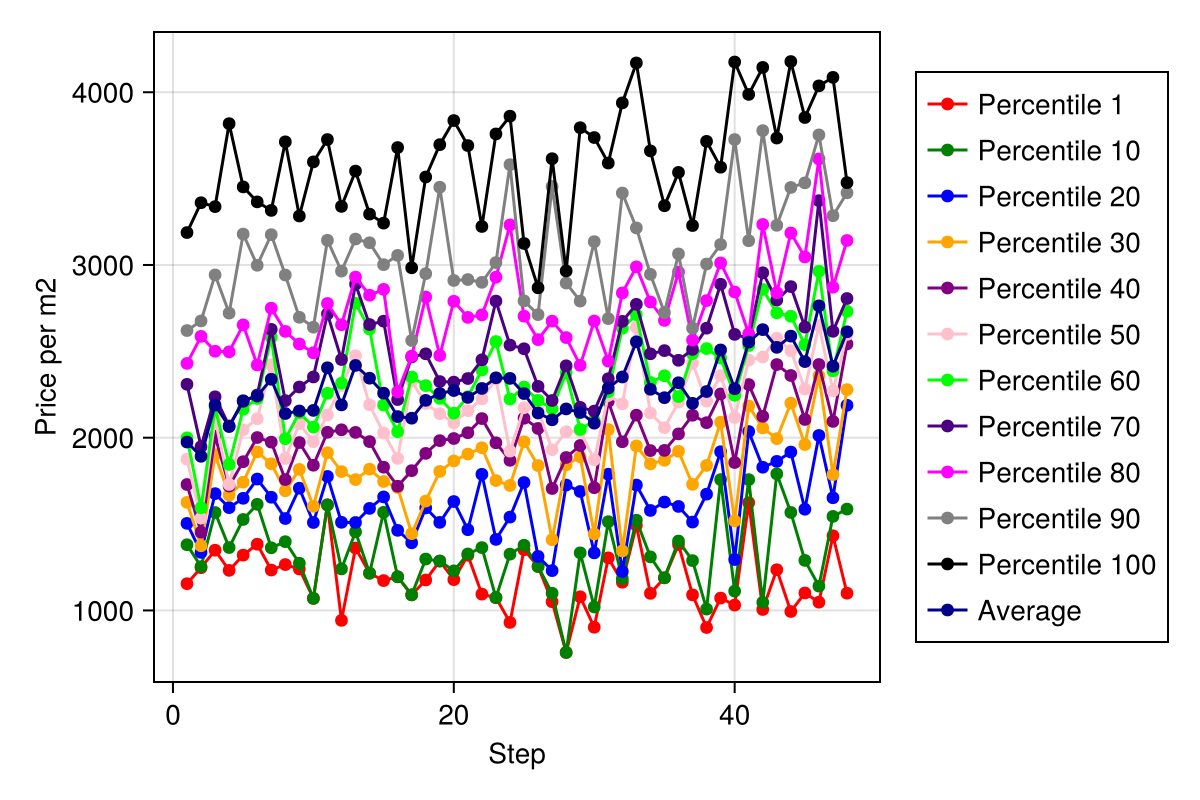 Price per m2
4000
3000
2000
1000
0
20
40
Step
Percentile 1
Percentile 10
Percentile 20
Percentile 30
Percentile 40
Percentile 50
Percentile 60
Percentile 70
Percentile 80
Percentile 90
Percentile 100
Average